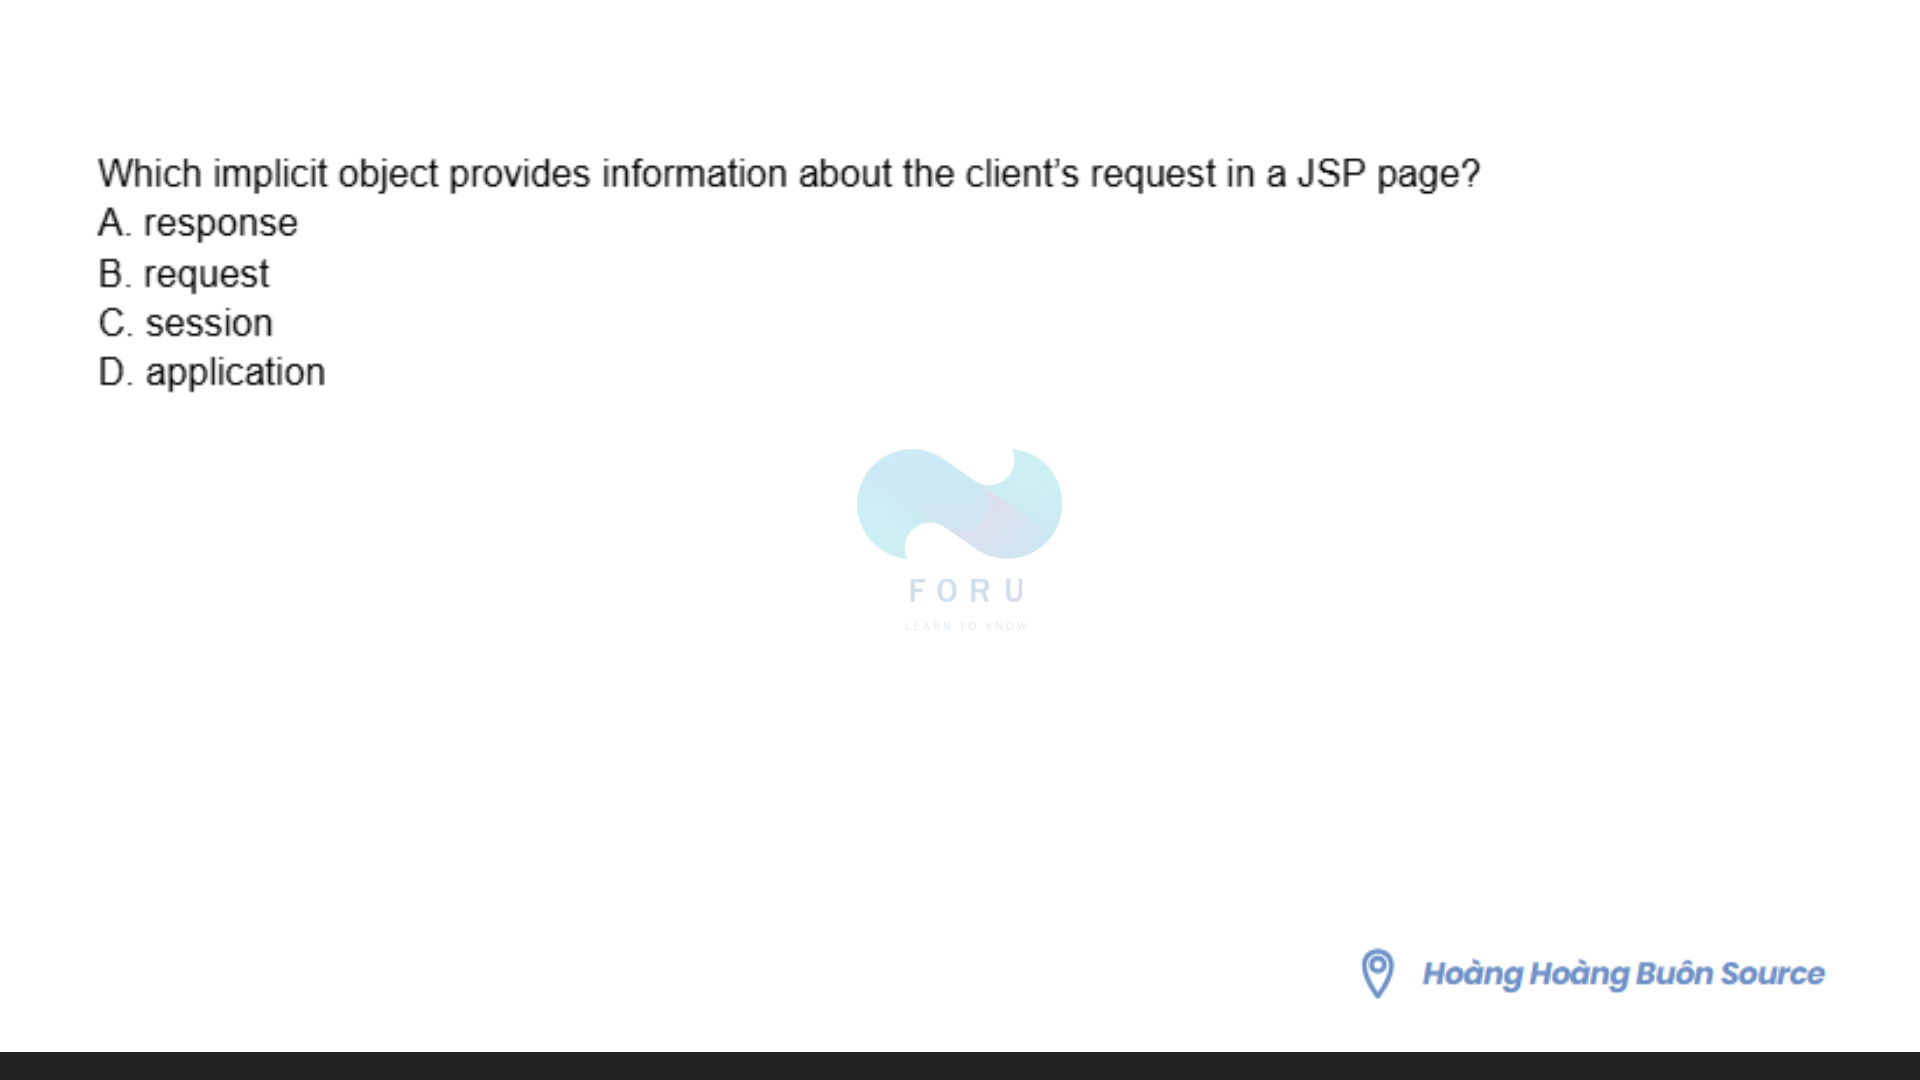 Which implicit object provides information about the client’s request in a JSP page?
A. response
B. request
C. session
D. application
FORU
LEARN TO KNOW
Hoàng Hoàng Buôn Source